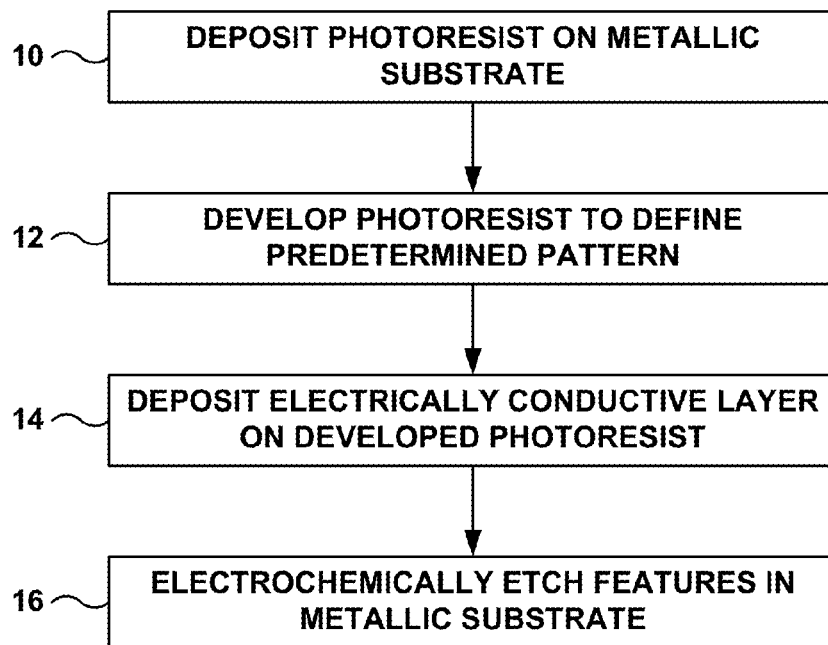 10
DEPOSIT PHOTORESIST ON METALLIC
SUBSTRATE
12
DEVELOP PHOTORESIST TO DEFINE
PREDETERMINED PATTERN
14
DEPOSIT ELECTRICALLY CONDUCTIVE LAYER
ON DEVELOPED PHOTORESIST
16
ELECTROCHEMICALLY ETCH FEATURES IN
METALLIC SUBSTRATE